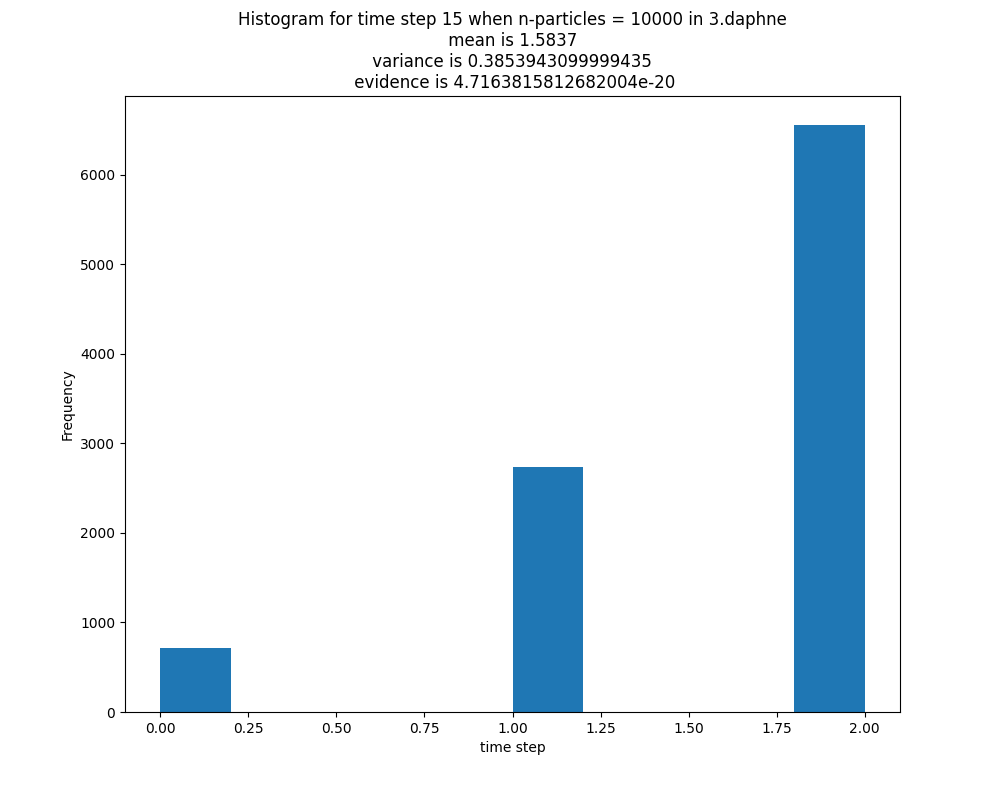 Histogram for time step 15 when n-particles = 10000 in 3.daphne
mean is 1.5837
variance is 0.3853943099999435
evidence is 4.7163815812682004e-20
6000
5000
4000
3000
2000
1000
0
Frequency
0.00 0.25 0.50 0.75 1.00 1.25 1.50 1.75 2.00
time step